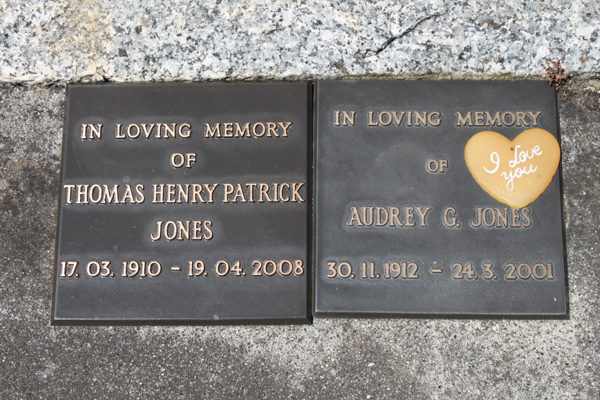 IN LOVING MEMORY
OF
THOMAS HENRY PATRICK
JONES
17. 03. 1910 - 19. 04. 2008
IN LOVING MEMORY
OF
AUDREY G. JONES
30. 11. 1912 - 24. 3. 2001
I Love
you